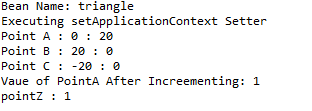 Bean Name: triangle
Executing setApplicationContext Setter
Point A : 0 : 20
Point B : 20 : 0
Point C : -20 : 0
Vaue of PointA After Increementing: 1
pointZ : 1